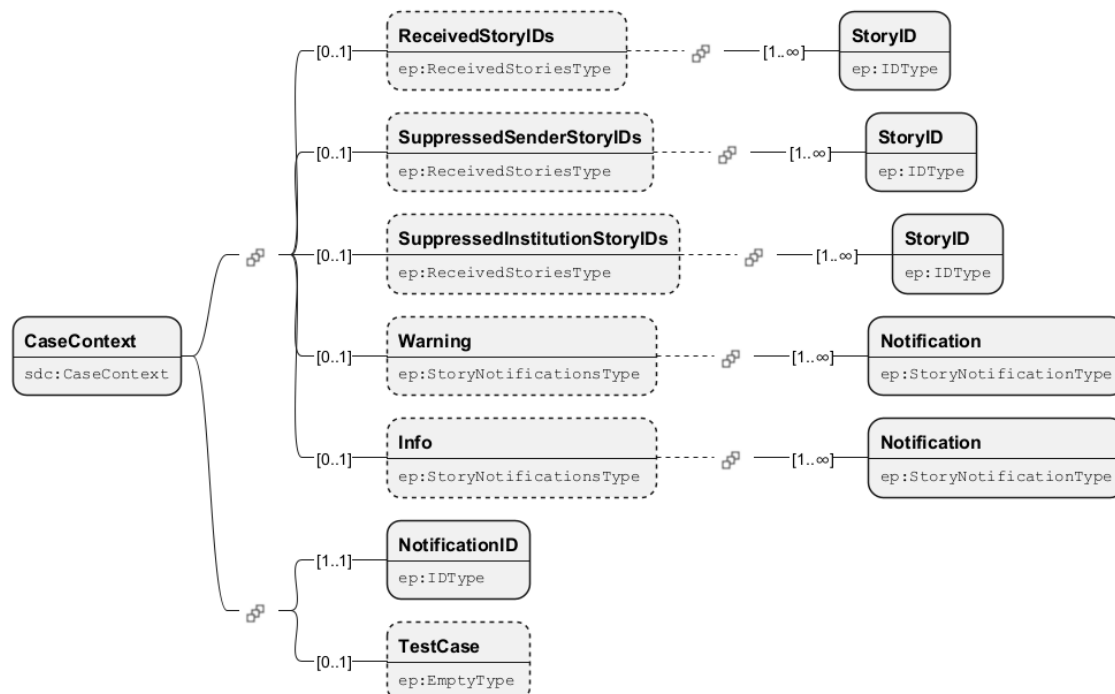 [0..1]
ReceivedStoryIDs
ep:ReceivedStoriesType
[1..∞]
StoryID
ep:IDType
[0..1]
SuppressedSenderStoryIDs
ep:ReceivedStoriesType
[1..∞]
StoryID
ep:IDType
[0..1]
SuppressedInstitutionStoryIDs
ep:ReceivedStoriesType
[1..∞]
StoryID
ep:IDType
CaseContext
sdc:CaseContext
[0..1]
Warning
ep:StoryNotificationsType
[1..∞]
Notification
ep:StoryNotificationType
[0..1]
Info
ep:StoryNotificationsType
[1..∞]
Notification
ep:StoryNotificationType
[1..1]
NotificationID
ep:IDType
[0..1]
TestCase
ep:EmptyType